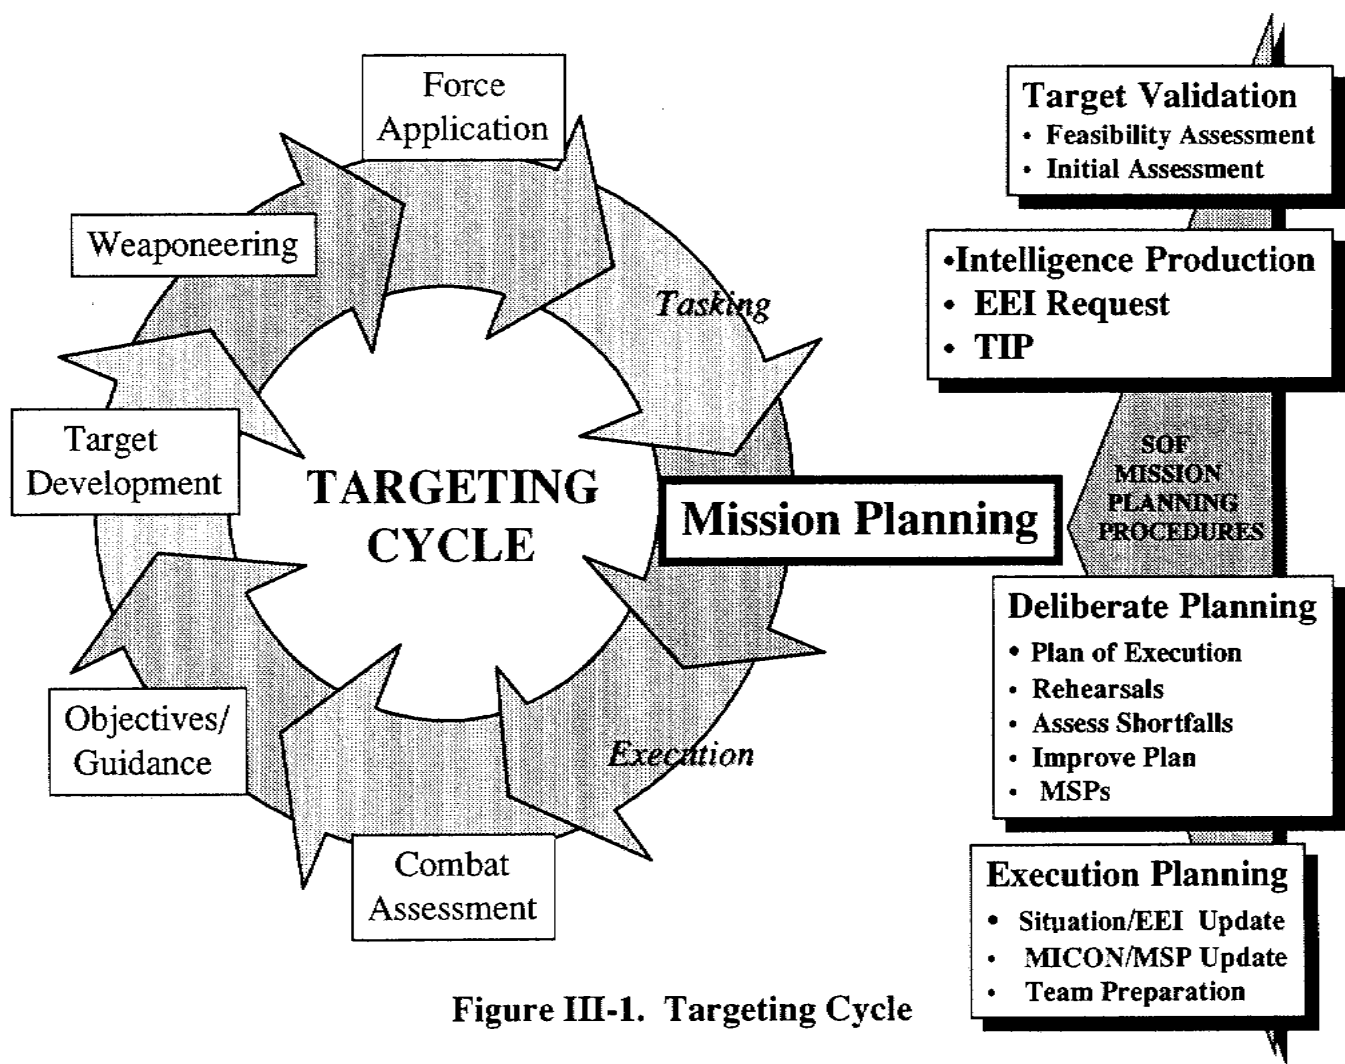 Force
Application
Weaponeering
Tasking
Target
Development
TARGETING
CYCLE
Mission Planning
Objectives/
Guidance
Execution
Combat
Assessment
Target Validation
• Feasibility Assessment
• Initial Assessment
•Intelligence Production
• EEI Request
• TIP
SOF
MISSION
PLANNING
PROCEDURES
Deliberate Planning
• Plan of Execution
• Rehearsals
• Assess Shortfalls
• Improve Plan
• MSPs
Execution Planning
• Situation/EEI Update
• MICON/MSP Update
• Team Preparation
Figure III-1. Targeting Cycle